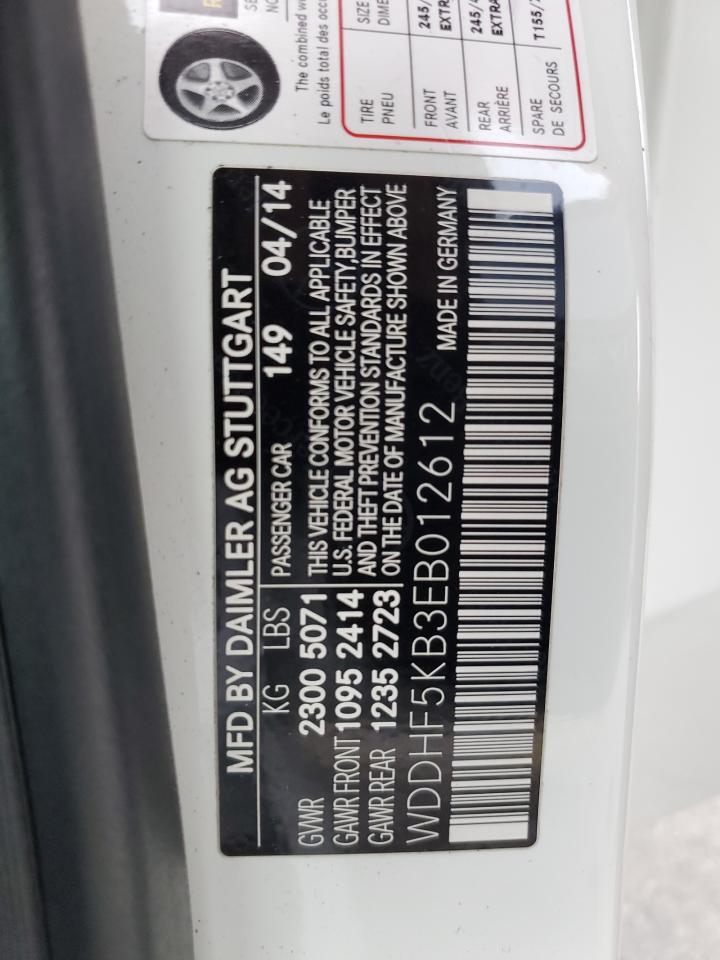 The combined we
Le poids total des occ
TIRE
PNEU
SIZE
DIME
FRONT
AVANT
245/
EXTR
REAR
ARRIÈRE
245/4
EXTRA
SPARE
DE SECOURS
T155/
MFD BY DAIMLER AG STUTTGART
KG LBS PASSENGER CAR 149 04/14
GVWR 2300 5071
GAWR FRONT 1095 2414
GAWR REAR 1235 2723
THIS VEHICLE CONFORMS TO ALL APPLICABLE
U.S. FEDERAL MOTOR VEHICLE SAFETY, BUMPER
AND THEFT PREVENTION STANDARDS IN EFFECT
ON THE DATE OF MANUFACTURE SHOWN ABOVE
WDDHF5KB3EB012612 MADE IN GERMANY